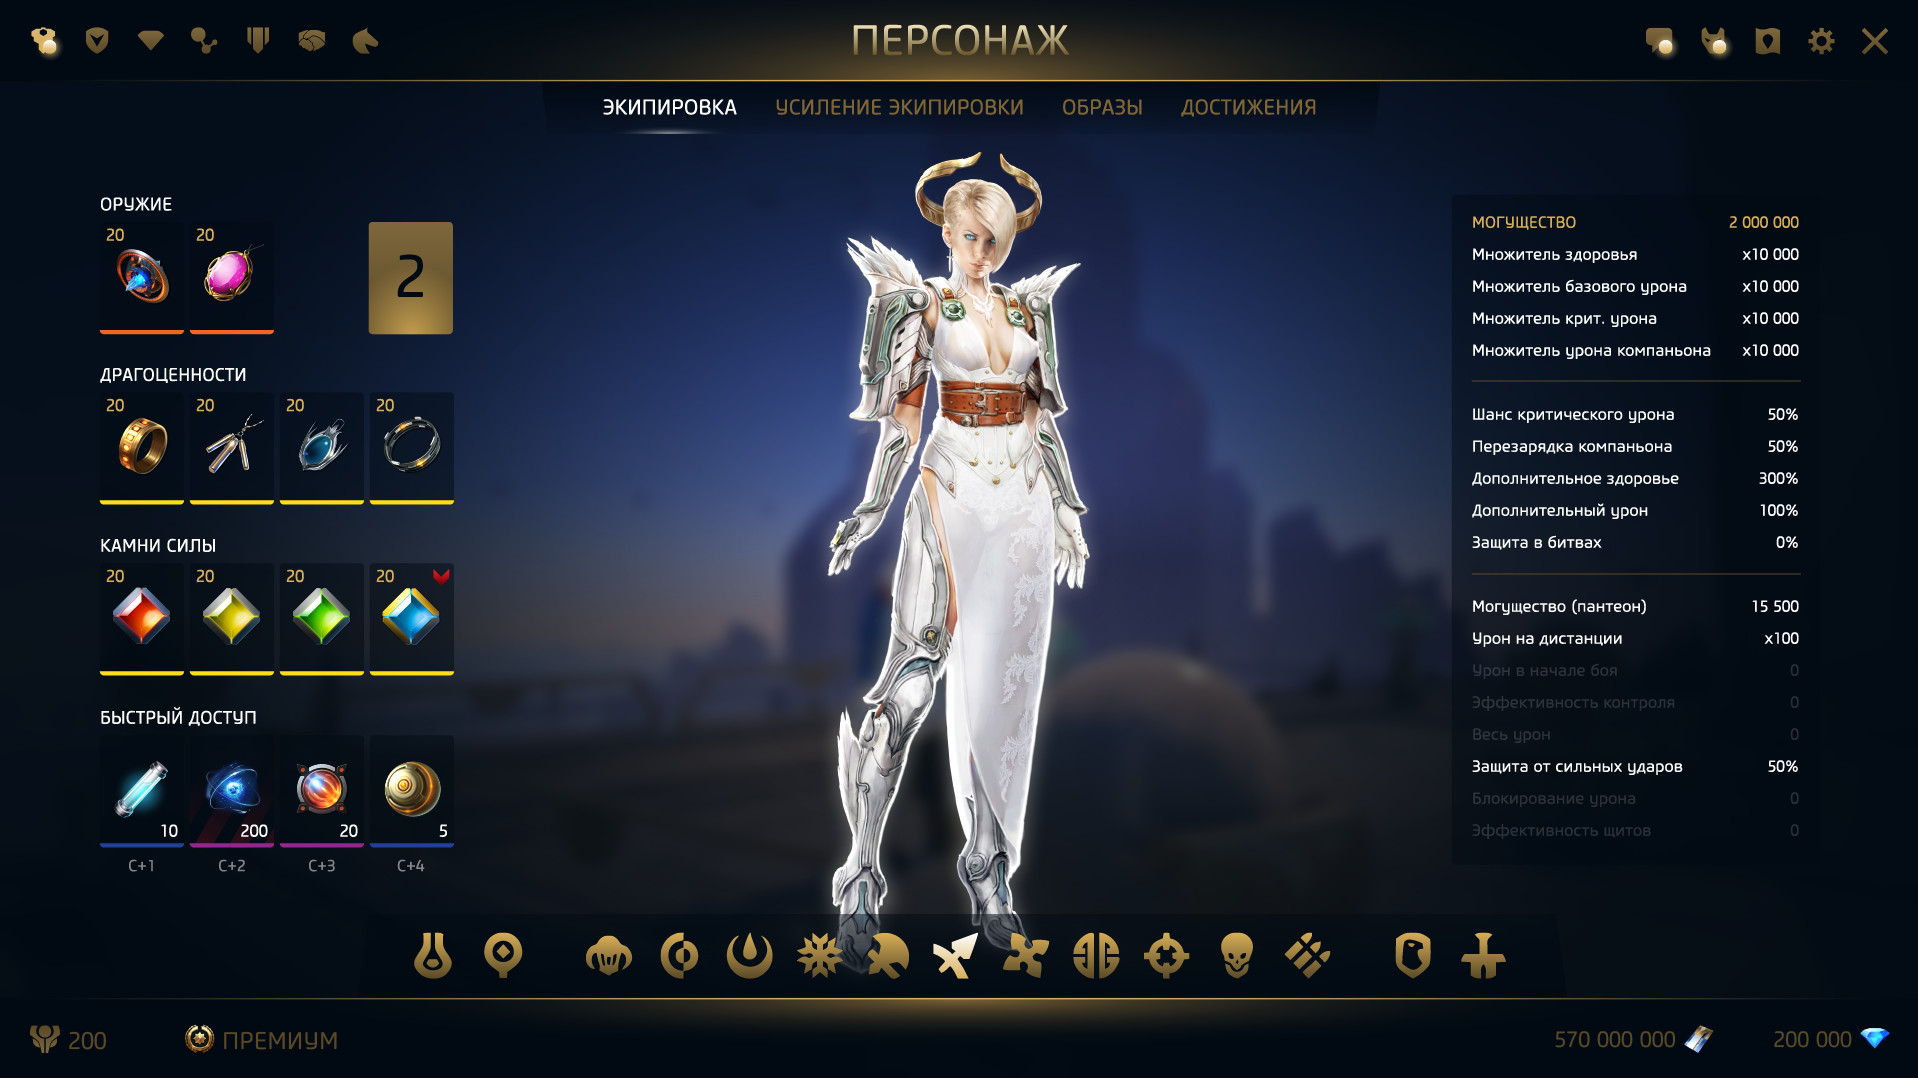 ПЕРСОНАЖ
ЭКИПИРОВКА УСИЛЕНИЕ ЭКИПИРОВКИ ОБРАЗЫ ДОСТИЖЕНИЯ
ОРУЖИЕ
20 20
2
ДРАГОЦЕННОСТИ
20 20 20 20
КАМНИ СИЛЫ
20 20 20 20
БЫСТРЫЙ ДОСТУП
10 200 20 5
C+1 C+2 C+3 C+4
МОГУЩЕСТВО 2 000 000
Множитель здоровья x10 000
Множитель базового урона x10 000
Множитель крит. урона x10 000
Множитель урона компаньона x10 000
Шанс критического урона 50%
Перезарядка компаньона 50%
Дополнительное здоровье 300%
Дополнительный урон 100%
Защита в битвах 0%
Могущество (пантеон) 15 500
Урон на дистанции x100
Урон в начале боя 0
Эффективность контроля 0
Весь урон 0
Защита от сильных ударов 50%
Блокирование урона 0
Эффективность щитов 0
200 ПРЕМИУМ 570 000 000 200 000